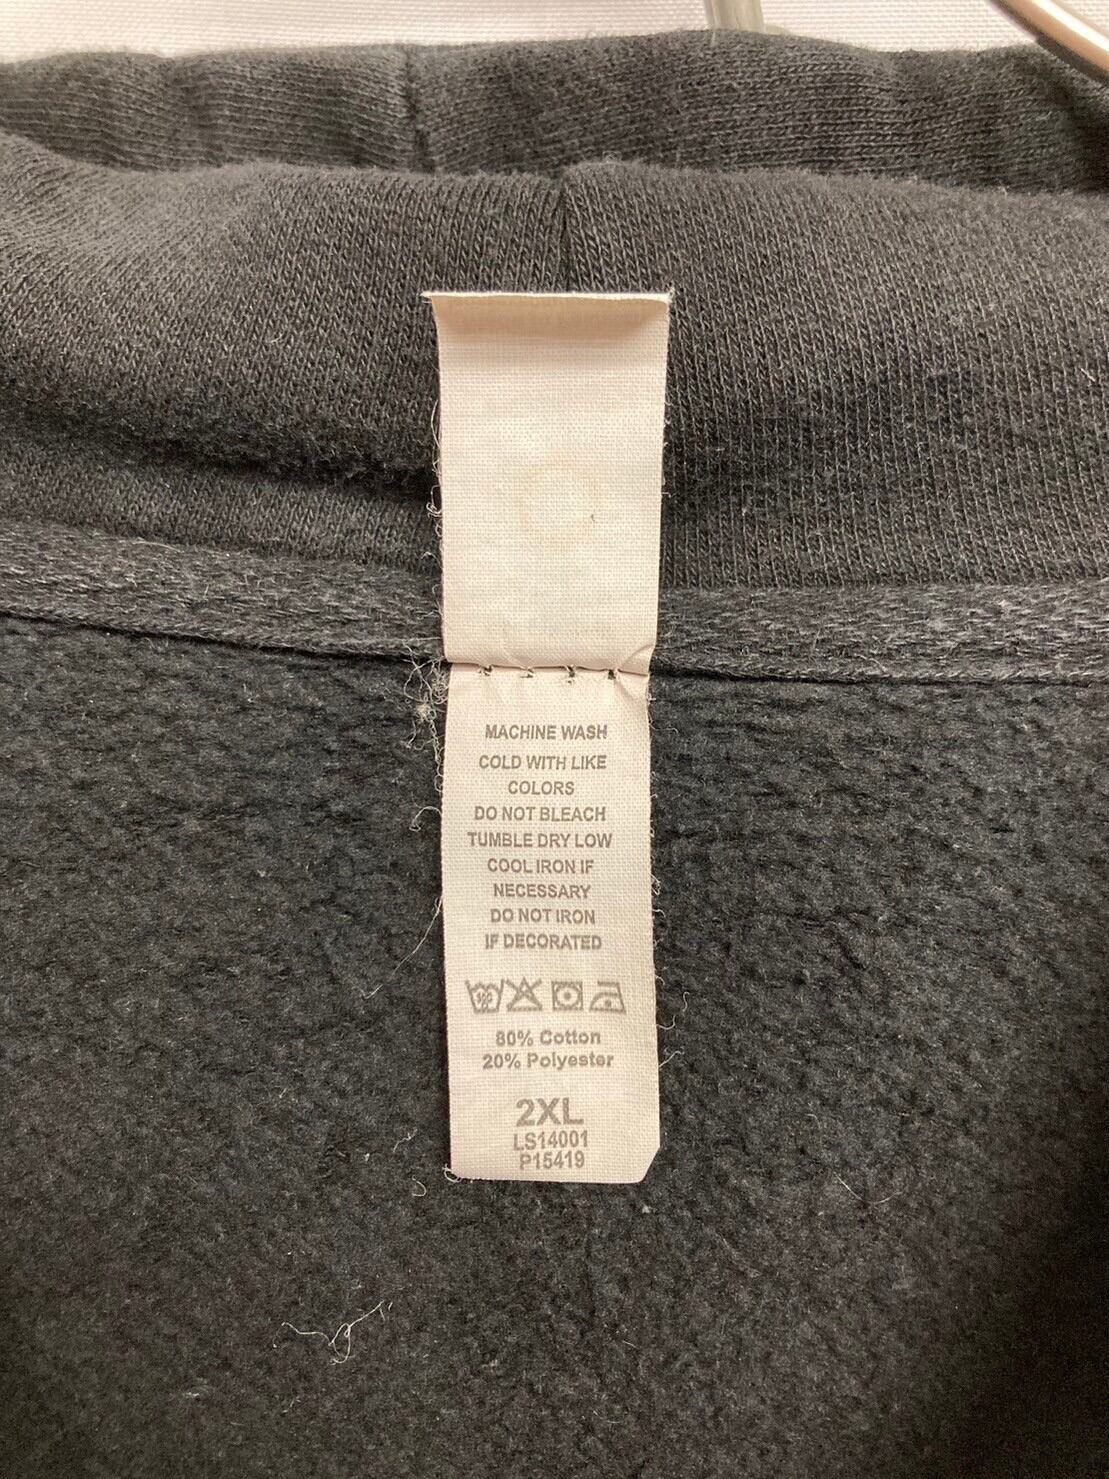 MACHINE WASH
COLD WITH LIKE
COLORS
DO NOT BLEACH
TUMBLE DRY LOW
COOL IRON IF
NECESSARY
DO NOT IRON
IF DECORATED
80% Cotton
20% Polyester
2XL
LS14001
P15419